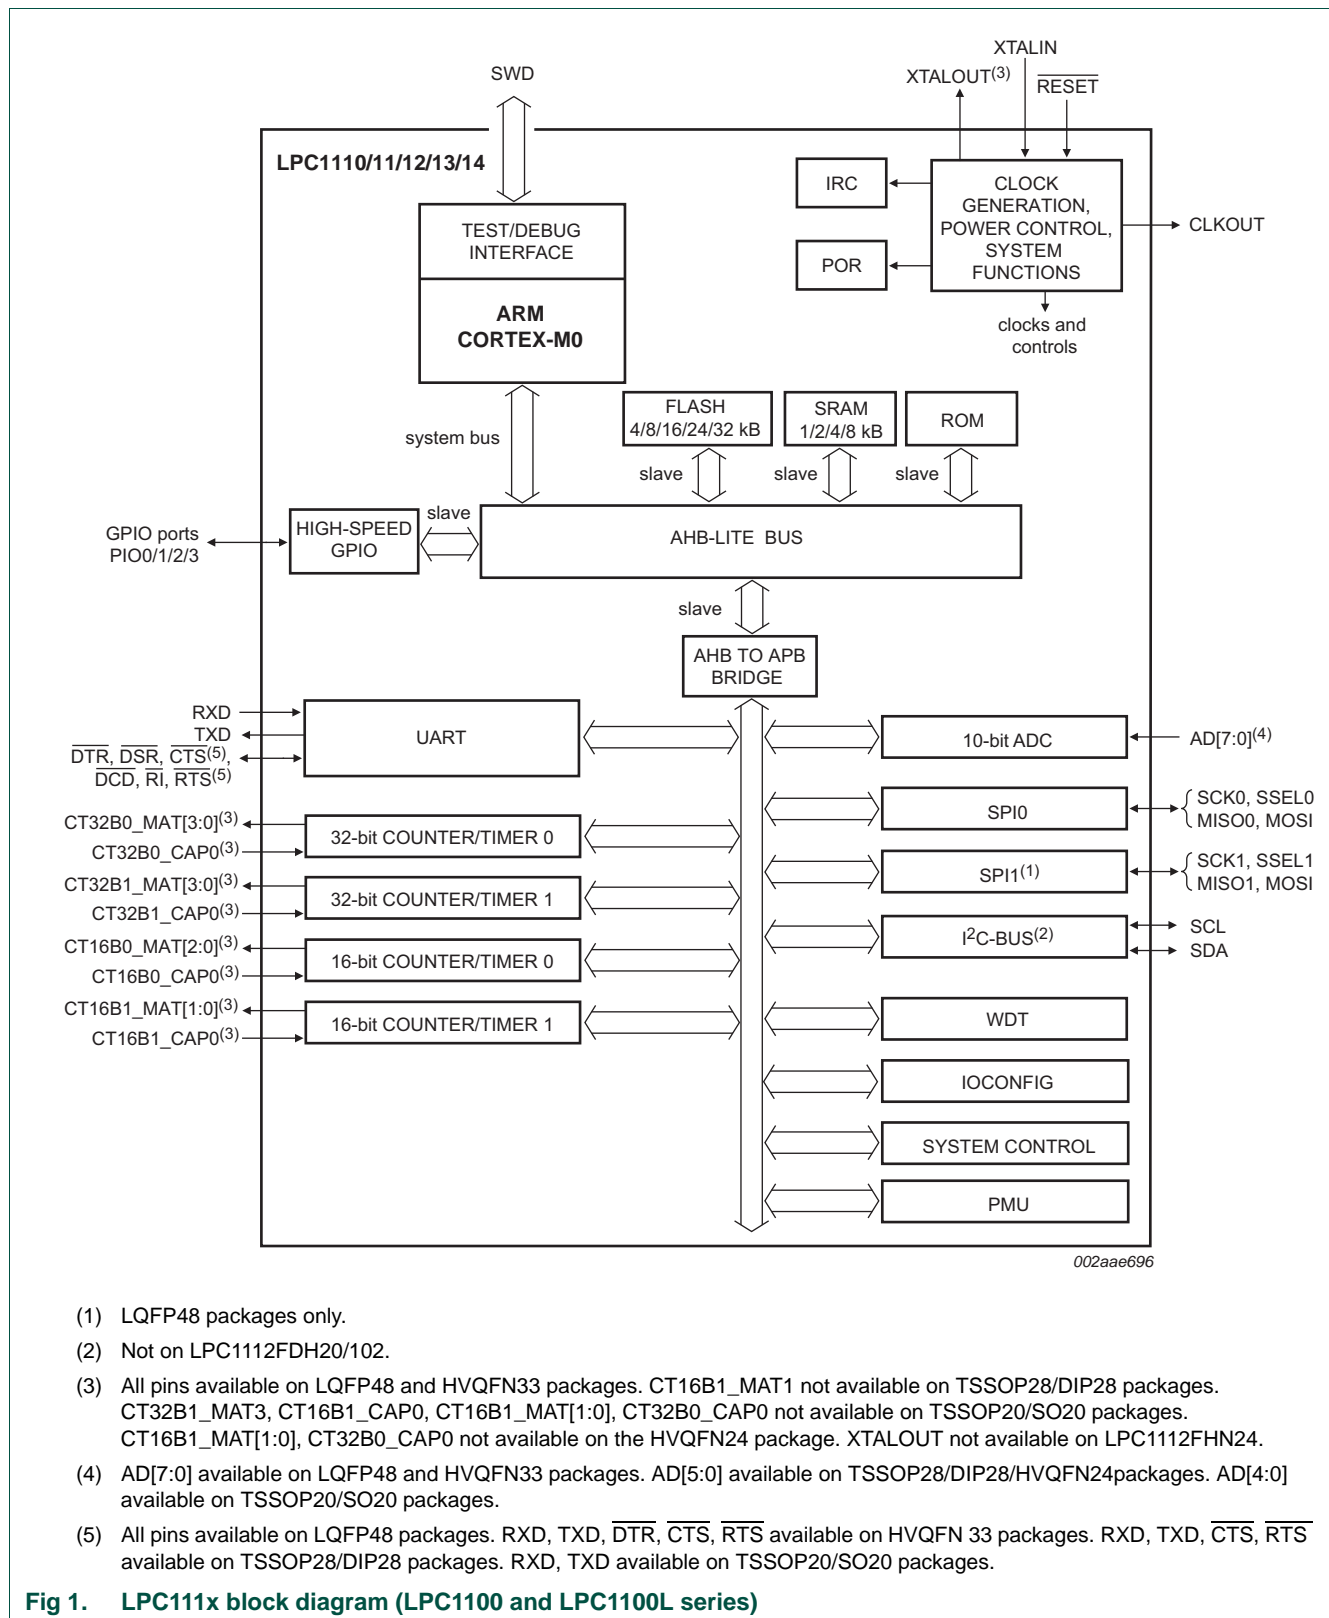 XTALIN
XTALOUT(3)
RESET
SWD
LPC1110/11/12/13/14
IRC
CLOCK
GENERATION,
POWER CONTROL,
SYSTEM
FUNCTIONS
CLKOUT
POR
TEST/DEBUG
INTERFACE
ARM
CORTEX-M0
clocks and
controls
FLASH
4/8/16/24/32 kB
SRAM
1/2/4/8 kB
ROM
system bus
slave
slave
slave
slave
GPIO ports
PIO0/1/2/3
HIGH-SPEED
GPIO
AHB-LITE BUS
slave
AHB TO APB
BRIDGE
RXD
TXD
DTR, DSR, CTS(5),
DCD, RI, RTS(5)
UART
10-bit ADC
AD[7:0](4)
SPI0
SCK0, SSEL0
MISO0, MOSI
CT32B0_MAT[3:0](3)
CT32B0_CAP0(3)
32-bit COUNTER/TIMER 0
SPI1(1)
SCK1, SSEL1
MISO1, MOSI
CT32B1_MAT[3:0](3)
CT32B1_CAP0(3)
32-bit COUNTER/TIMER 1
I2C-BUS(2)
SCL
SDA
CT16B0_MAT[2:0](3)
CT16B0_CAP0(3)
16-bit COUNTER/TIMER 0
CT16B1_MAT[1:0](3)
CT16B1_CAP0(3)
16-bit COUNTER/TIMER 1
WDT
IOCONFIG
SYSTEM CONTROL
PMU
002aae696
(1) LQFP48 packages only.
(2) Not on LPC1112FDH20/102.
(3) All pins available on LQFP48 and HVQFN33 packages. CT16B1_MAT1 not available on TSSOP28/DIP28 packages.
CT32B1_MAT3, CT16B1_CAP0, CT16B1_MAT[1:0], CT32B0_CAP0 not available on TSSOP20/SO20 packages.
CT16B1_MAT[1:0], CT32B0_CAP0 not available on the HVQFN24 package. XTALOUT not available on LPC1112FHN24.
(4) AD[7:0] available on LQFP48 and HVQFN33 packages. AD[5:0] available on TSSOP28/DIP28/HVQFN24packages. AD[4:0]
available on TSSOP20/SO20 packages.
(5) All pins available on LQFP48 packages. RXD, TXD, DTR, CTS, RTS available on HVQFN 33 packages. RXD, TXD, CTS, RTS
available on TSSOP28/DIP28 packages. RXD, TXD available on TSSOP20/SO20 packages.
Fig 1. LPC111x block diagram (LPC1100 and LPC1100L series)